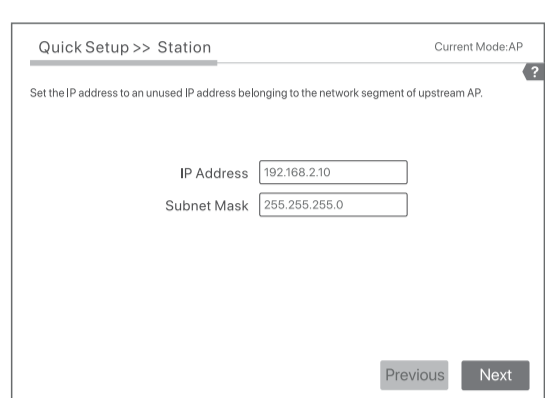 Quick Setup >> Station
Current Mode:AP
?
Set the IP address to an unused IP address belonging to the network segment of upstream AP.
IP Address 192.168.2.10
Subnet Mask 255.255.255.0
Previous Next